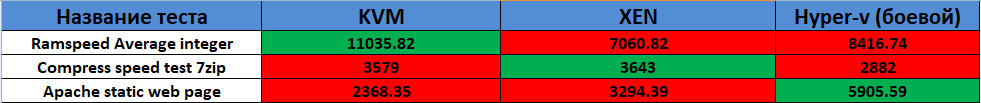 Название теста KVM XEN Hyper-v (боевой)
Ramspeed Average integer 11035.82 7060.82 8416.74
Compress speed test 7zip 3579 3643 2882
Apache static web page 2368.35 3294.39 5905.59